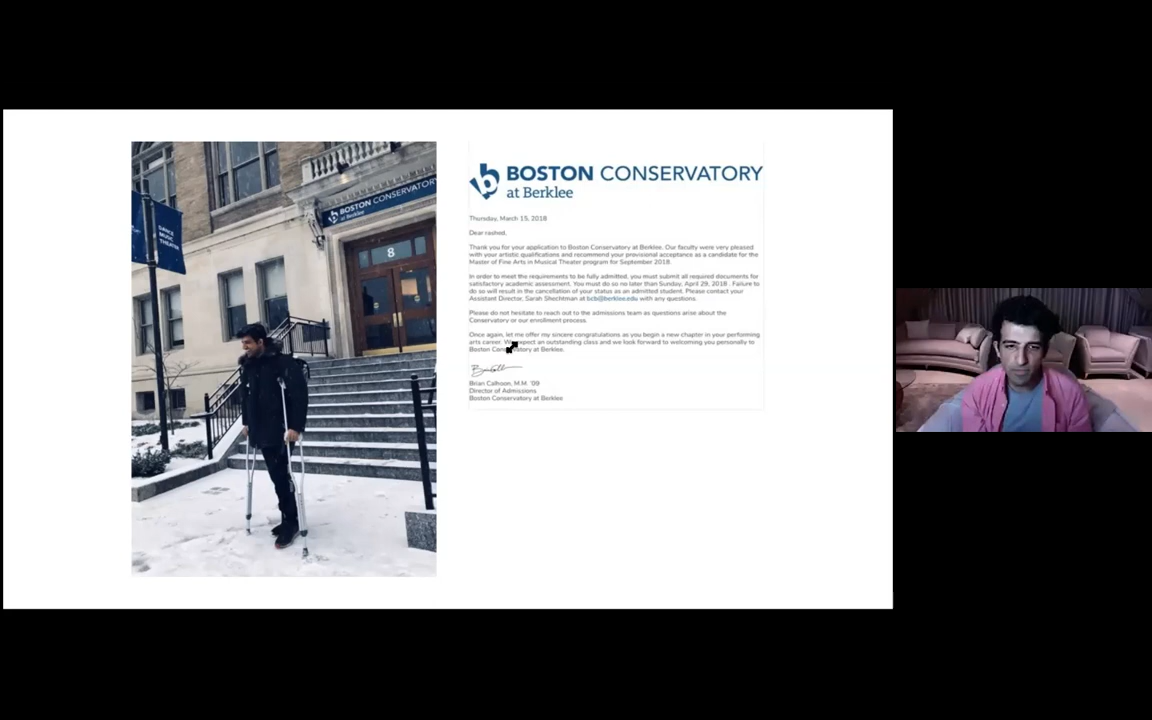 DANCE
MUSIC
THEATER
BOSTON CONSERVATORY
at Berklee
8
BOSTON CONSERVATORY
at Berklee
Thursday, March 15, 2018
Dear rashed,
Thank you for your application to Boston Conservatory at Berklee. Our faculty were very pleased
with your artistic qualifications and recommend your provisional acceptance as a candidate for the
Master of Fine Arts in Musical Theater program for September 2018.
In order to meet the requirements to be fully admitted, you must submit all required documents for
satisfactory academic assessment. You must do so no later than Sunday, April 29, 2018 . Failure to
do so will result in the cancellation of your status as an admitted student. Please contact your
Assistant Director, Sarah Shechtman at bcb@berklee.edu with any questions.
Please do not hesitate to reach out to the admissions team as questions arise about the
Conservatory or our enrollment process.
Once again, let me offer my sincere congratulations as you begin a new chapter in your performing
arts career. We expect an outstanding class and we look forward to welcoming you personally to
Boston Conservatory at Berklee.
Brian Calhoon, M.M. '09
Director of Admissions
Boston Conservatory at Berklee